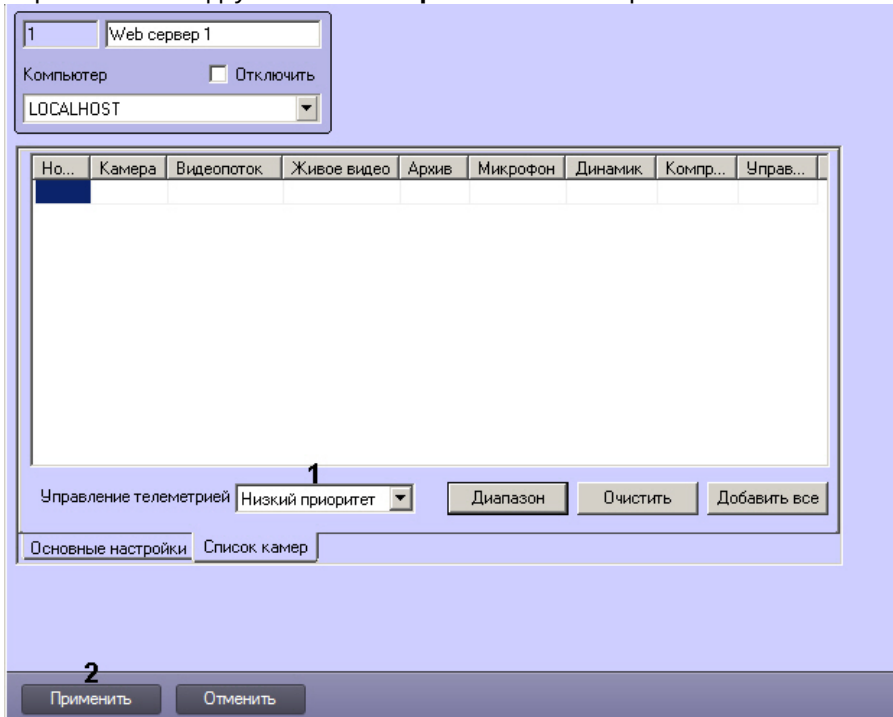 1 Web сервер 1
Компьютер Отключить
LOCALHOST
Но... Камера Видеопоток Живое видео Архив Микрофон Динамик Компр... Управ...
1
Управление телеметрией Низкий приоритет Диапазон Очистить Добавить все
Основные настройки Список камер
2
Применить Отменить